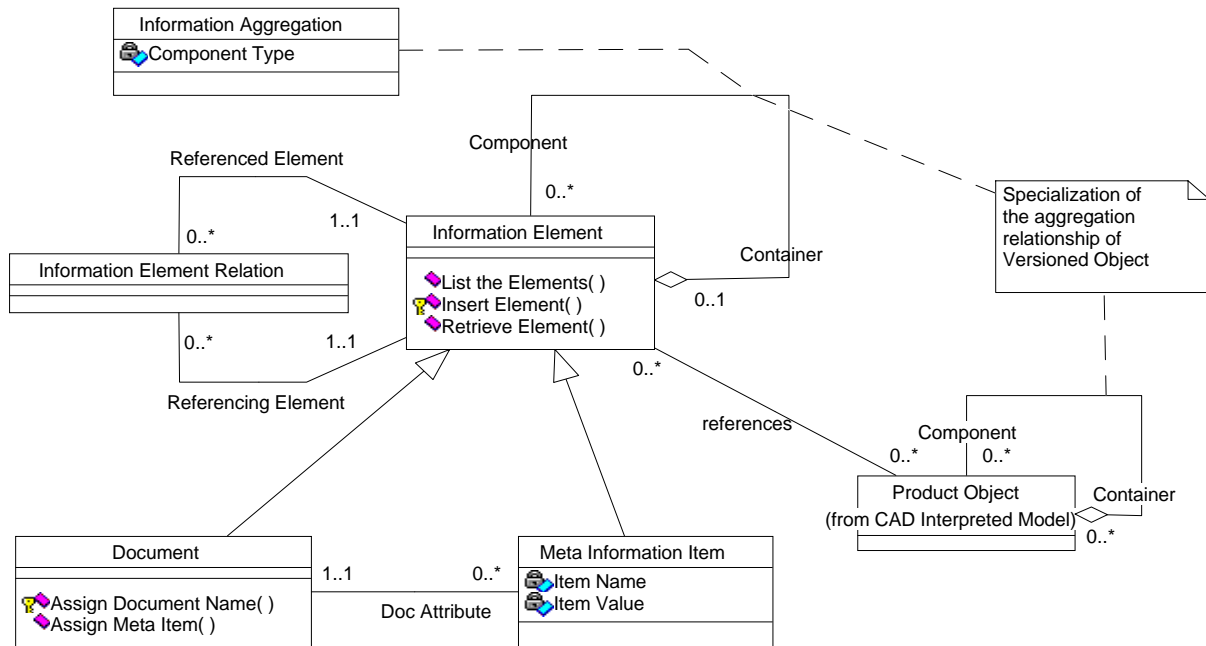 Information Aggregation
Component Type
Component
Referenced Element
0..*
1..1
0..*
Specialization of
the aggregation
relationship of
Versioned Object
Information Element
Container
Information Element Relation
List the Elements( )
Insert Element( )
Retrieve Element( )
0..1
0..*
1..1
0..*
Referencing Element
references
Component
0..*
0..*
Product Object
(from CAD Interpreted Model)
Container
0..*
Document
1..1
0..*
Meta Information Item
Item Name
Item Value
Assign Document Name( )
Assign Meta Item( )
Doc Attribute